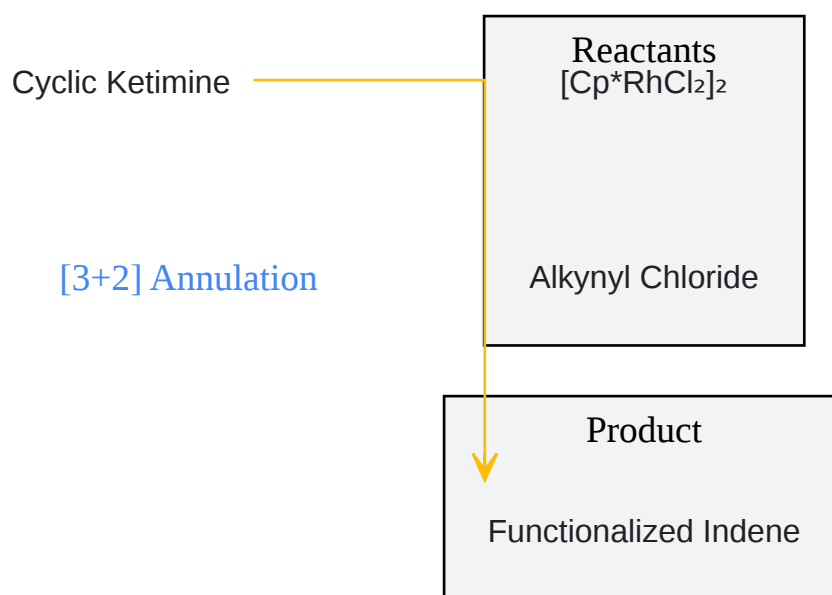 Reactants
Cyclic Ketimine
[Cp*RhCl₂]₂
[3+2] Annulation
Alkynyl Chloride
Product
Functionalized Indene